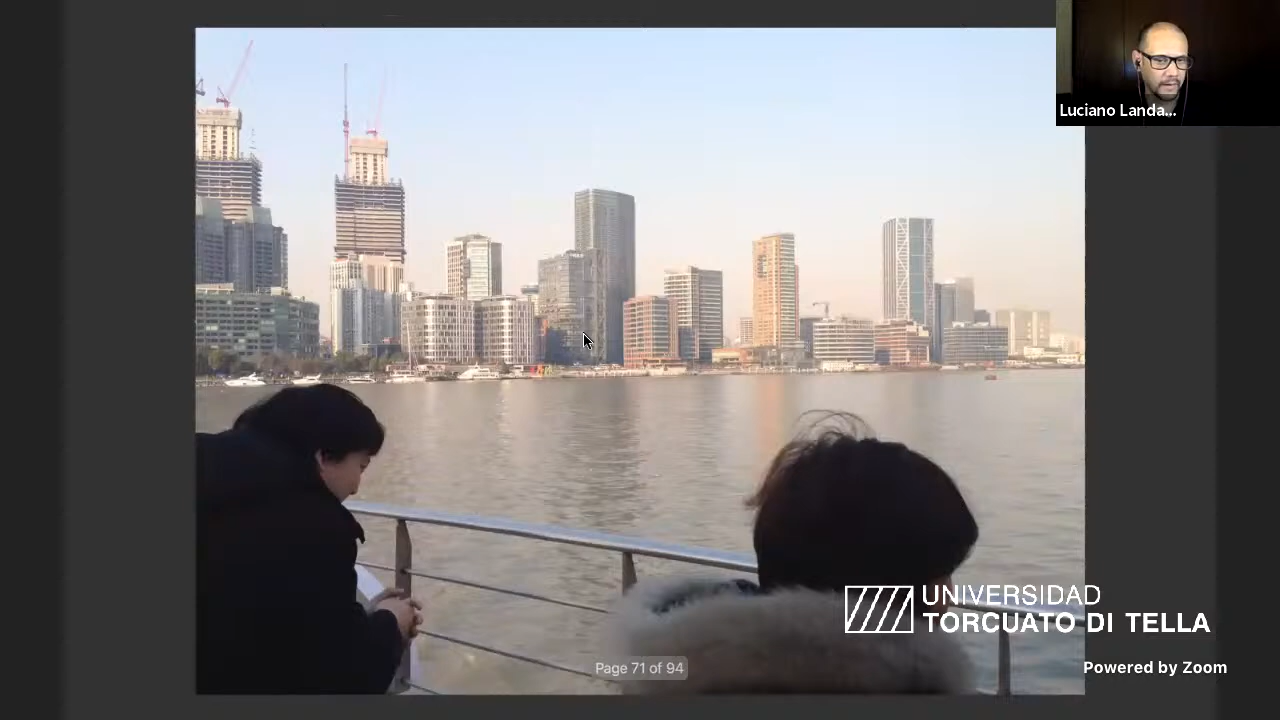 Luciano Landa...
UNIVERSIDAD
TORCUATO DI TELLA
Page 71 of 94
Powered by Zoom